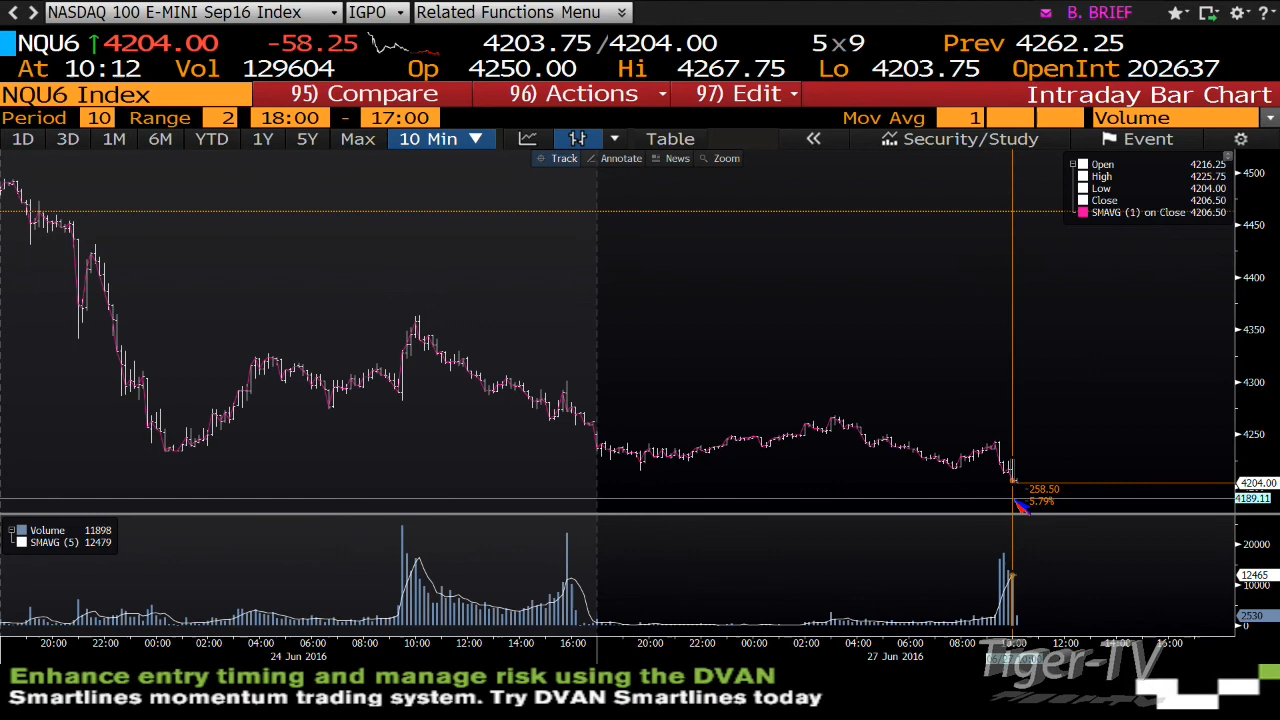 NASDAQ 100 E-MINI Sep16 Index IGPO Related Functions Menu B. BRIEF
NQU6 ↑4204.00 -58.25 4203.75/4204.00 5x9 Prev 4262.25
At 10:12 Vol 129604 Op 4250.00 Hi 4267.75 Lo 4203.75 OpenInt 202637
NQU6 Index 95) Compare 96) Actions 97) Edit Intraday Bar Chart
Period 10 Range 2 18:00 - 17:00 Mov Avg 1 Volume
1D 3D 1M 6M YTD 1Y 5Y Max 10 Min Table Security/Study Event
Track Annotate News Zoom
Open 4216.25
High 4225.75
Low 4204.00
Close 4206.50
SMAVG (1) on Close 4206.50
4500
4450
4400
4350
4300
4250
4204.00
4189.11
-258.50
-5.79%
Volume 11898
SMAVG (5) 12479
20000
12465
10000
2530
0
20:00 22:00 00:00 02:00 04:00 06:00 08:00 10:00 12:00 14:00 16:00 20:00 22:00 00:00 02:00 04:00 06:00 08:00 10:00 12:00 14:00 16:00
24 Jun 2016 27 Jun 2016
Tiger-TV
Enhance entry timing and manage risk using the DVAN
Smartlines momentum trading system. Try DVAN Smartlines today